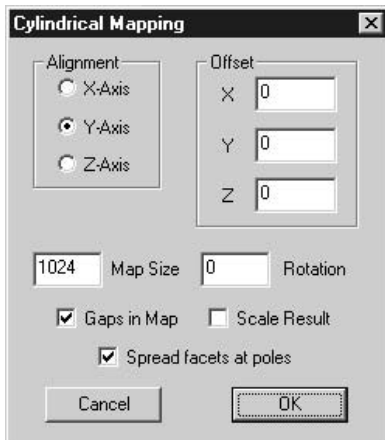 Cylindrical Mapping
Alignment
X-Axis
Y-Axis
Z-Axis
Offset
X 0
Y 0
Z 0
1024 Map Size 0 Rotation
Gaps in Map Scale Result
Spread facets at poles
Cancel OK